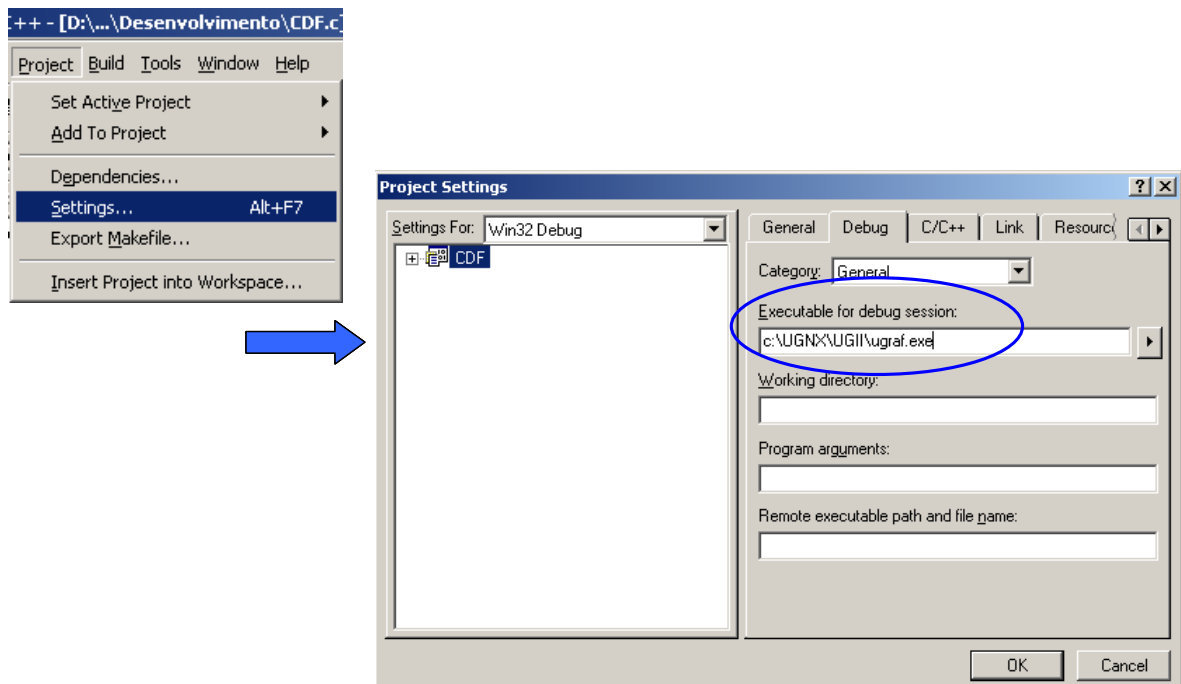 C++ - [D:\...\Desenvolvimento\CDF.c]
Project Build Tools Window Help
Set Active Project
Add To Project
Dependencies...
Settings... Alt+F7
Export Makefile...
Insert Project into Workspace...
Project Settings
Settings For: Win32 Debug
CDF
General Debug C/C++ Link Resourc
Category: General
Executable for debug session:
c:\UGNX\UGII\ugraf.exe
Working directory:
Program arguments:
Remote executable path and file name:
OK Cancel